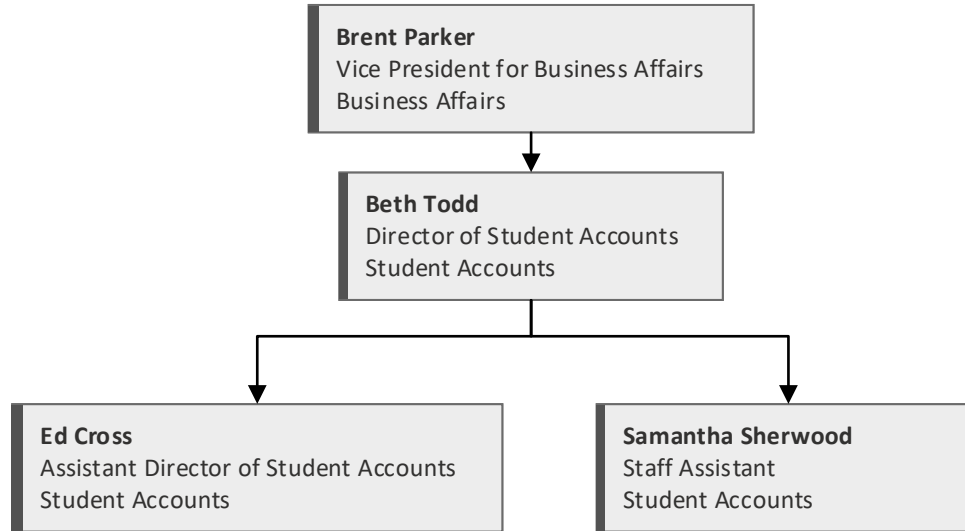 Brent Parker
Vice President for Business Affairs
Business Affairs
Beth Todd
Director of Student Accounts
Student Accounts
Ed Cross
Assistant Director of Student Accounts
Student Accounts
Samantha Sherwood
Staff Assistant
Student Accounts